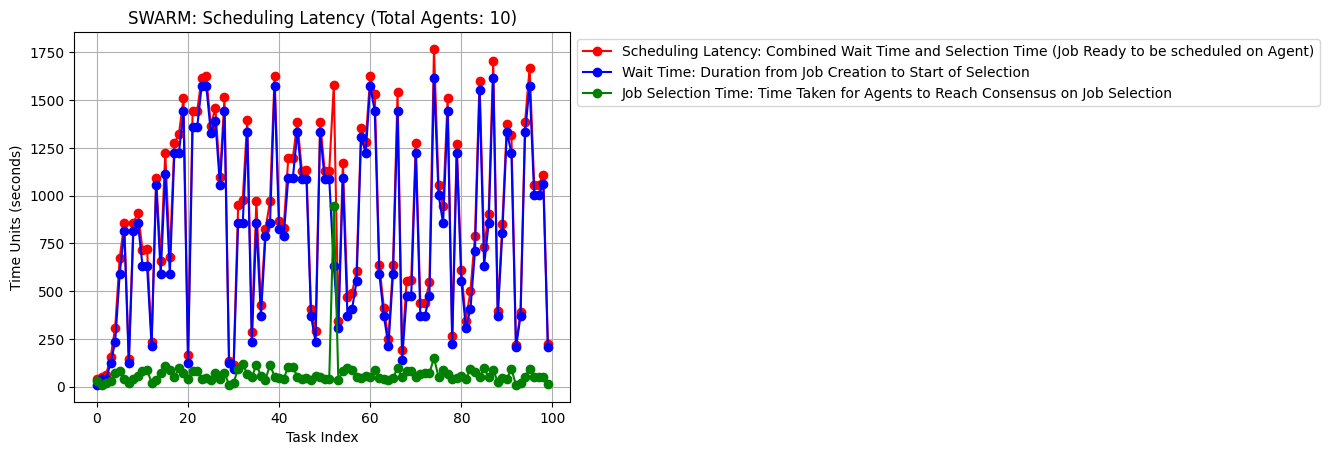 SWARM: Scheduling Latency (Total Agents: 10)
Scheduling Latency: Combined Wait Time and Selection Time (Job Ready to be scheduled on Agent)
Wait Time: Duration from Job Creation to Start of Selection
Job Selection Time: Time Taken for Agents to Reach Consensus on Job Selection
Time Units (seconds)
1750
1500
1250
1000
750
500
250
0
0 20 40 60 80 100
Task Index